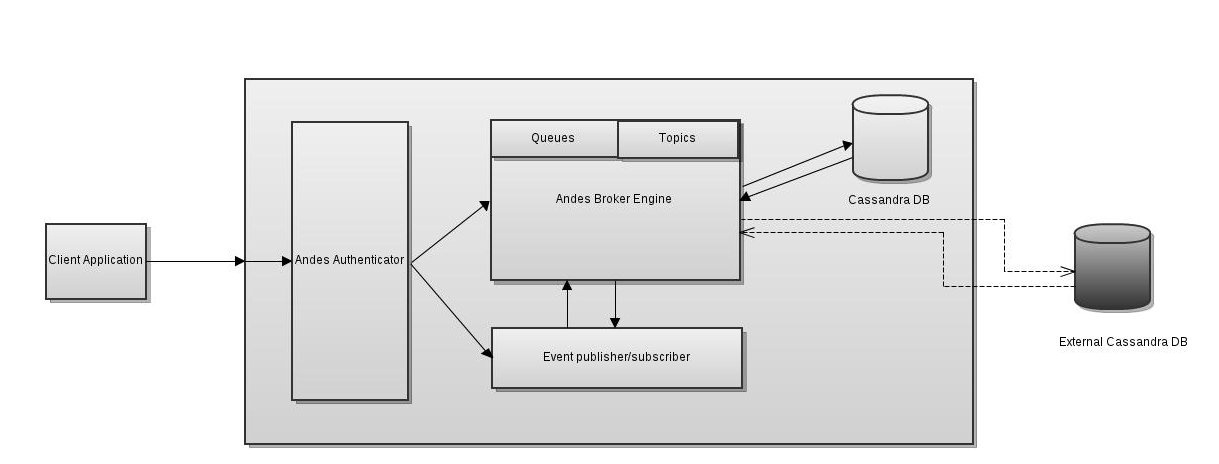 Queues
Topics
Andes Broker Engine
Cassandra DB
Client Application
Andes Authenticator
Event publisher/subscriber
External Cassandra DB